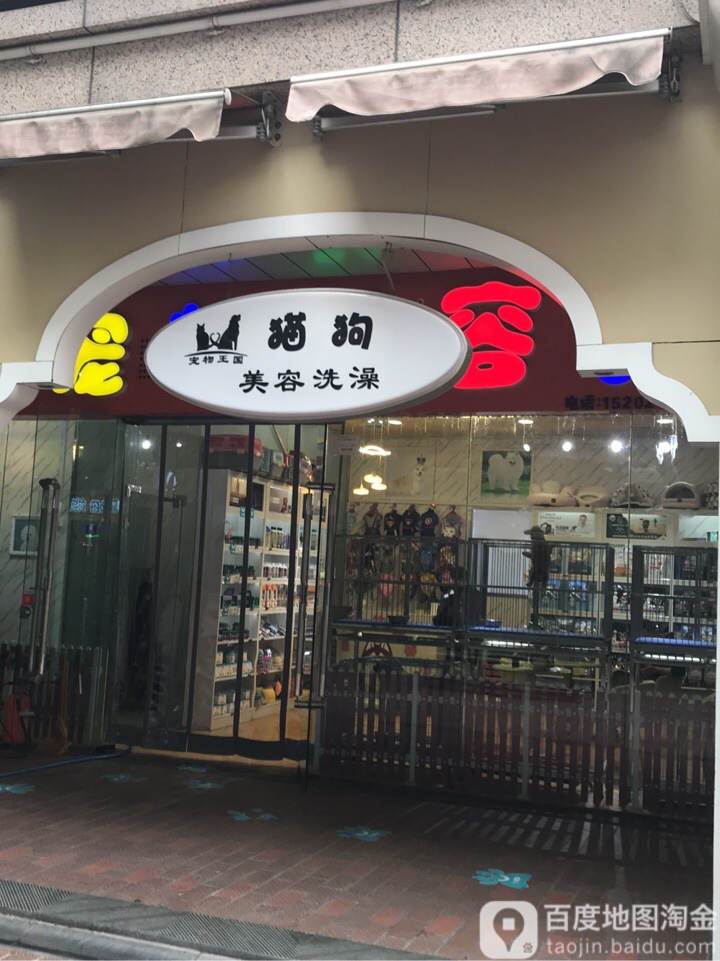 猫狗
宠物王国
美容洗澡
容
电话:15202
百度地图淘金
taojin.baidu.com